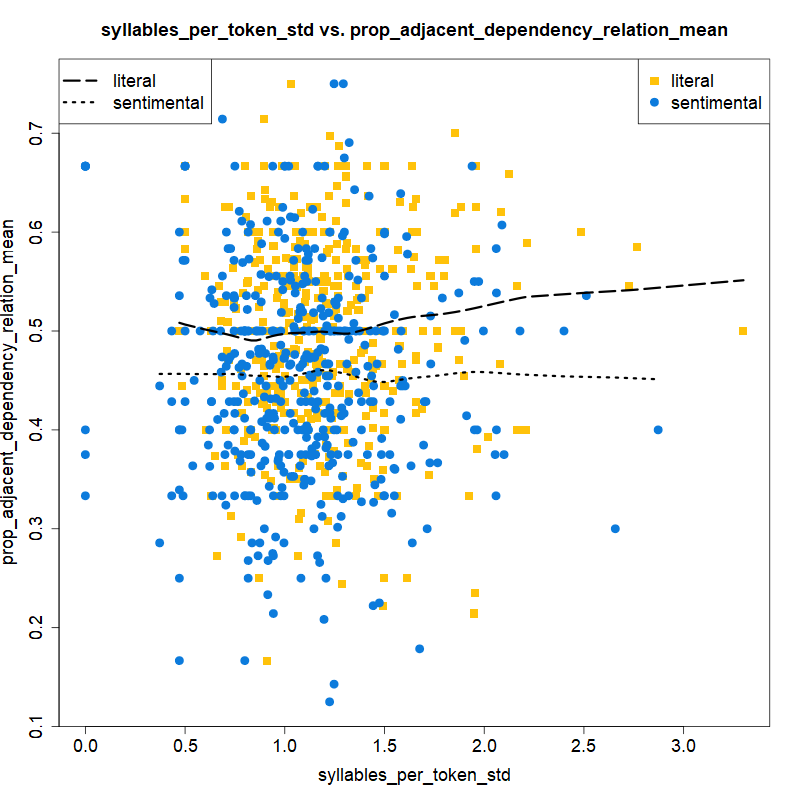 syllables_per_token_std vs. prop_adjacent_dependency_relation_mean
literal
sentimental
literal
sentimental
prop_adjacent_dependency_relation_mean
0.7
0.6
0.5
0.4
0.3
0.2
0.1
0.0 0.5 1.0 1.5 2.0 2.5 3.0
syllables_per_token_std